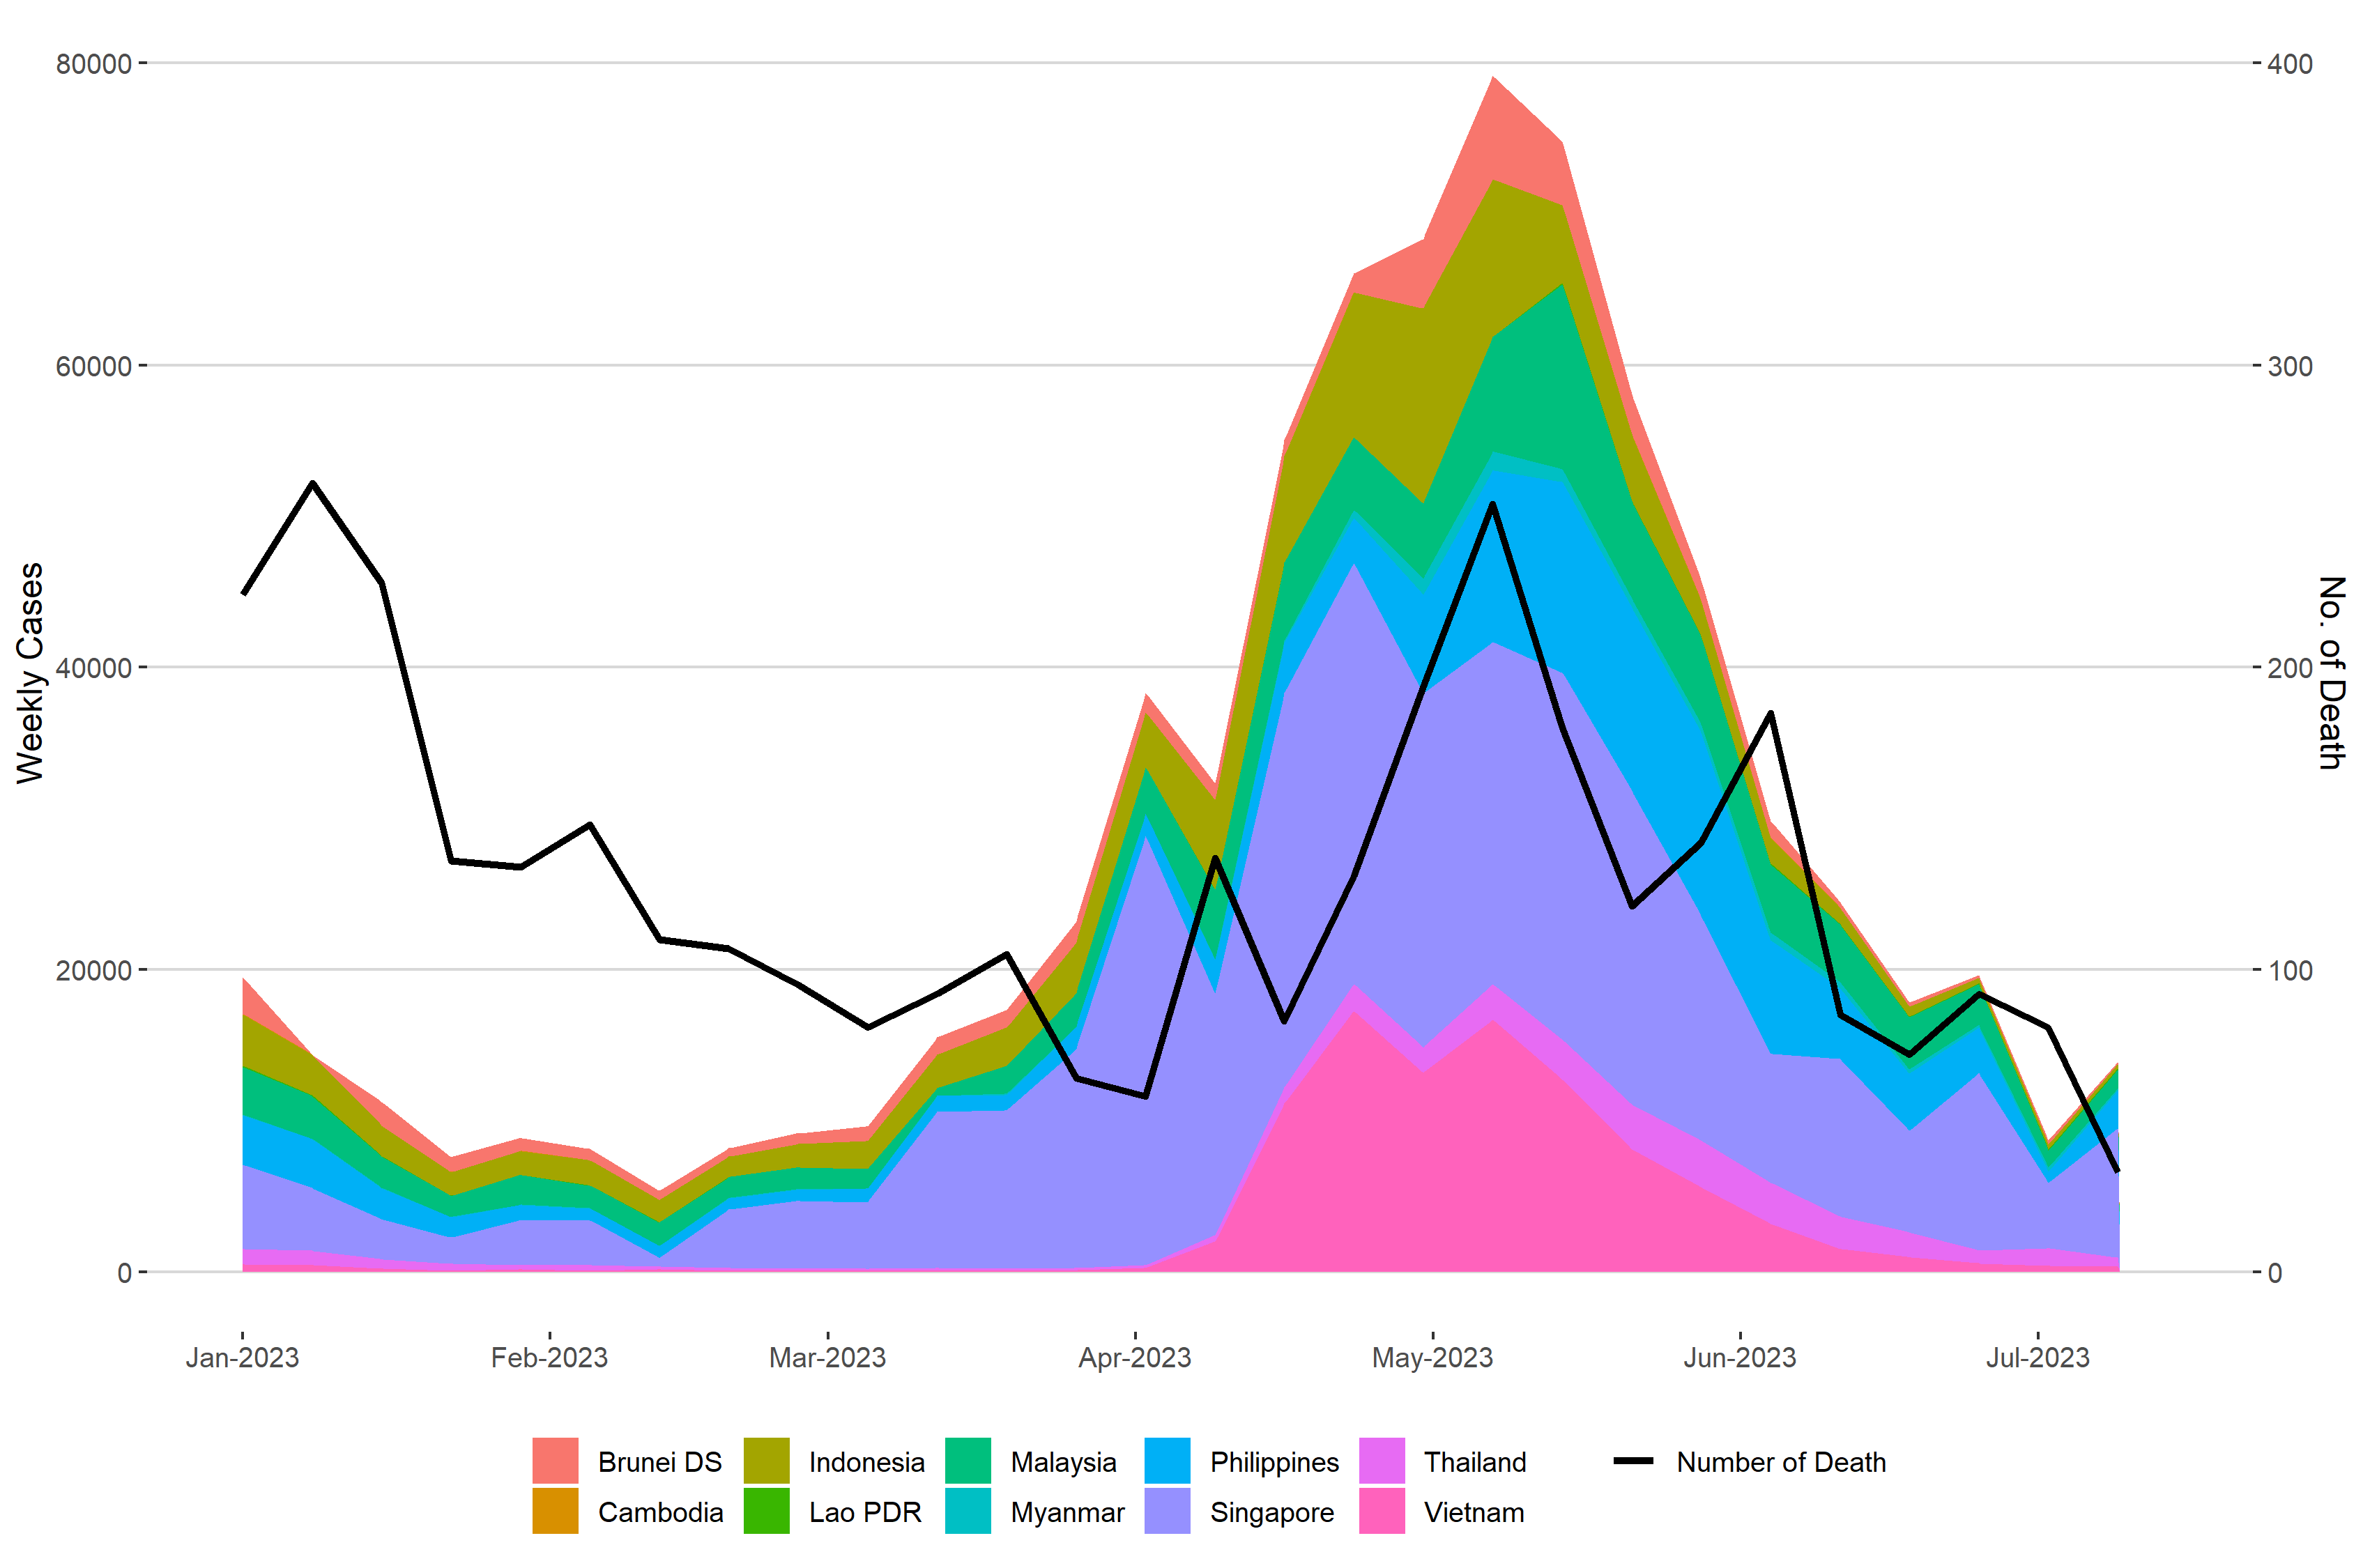 Weekly Cases
80000
60000
40000
20000
0
No. of Death
400
300
200
100
0
Jan-2023 Feb-2023 Mar-2023 Apr-2023 May-2023 Jun-2023 Jul-2023
Brunei DS Indonesia Malaysia Philippines Thailand Number of Death
Cambodia Lao PDR Myanmar Singapore Vietnam